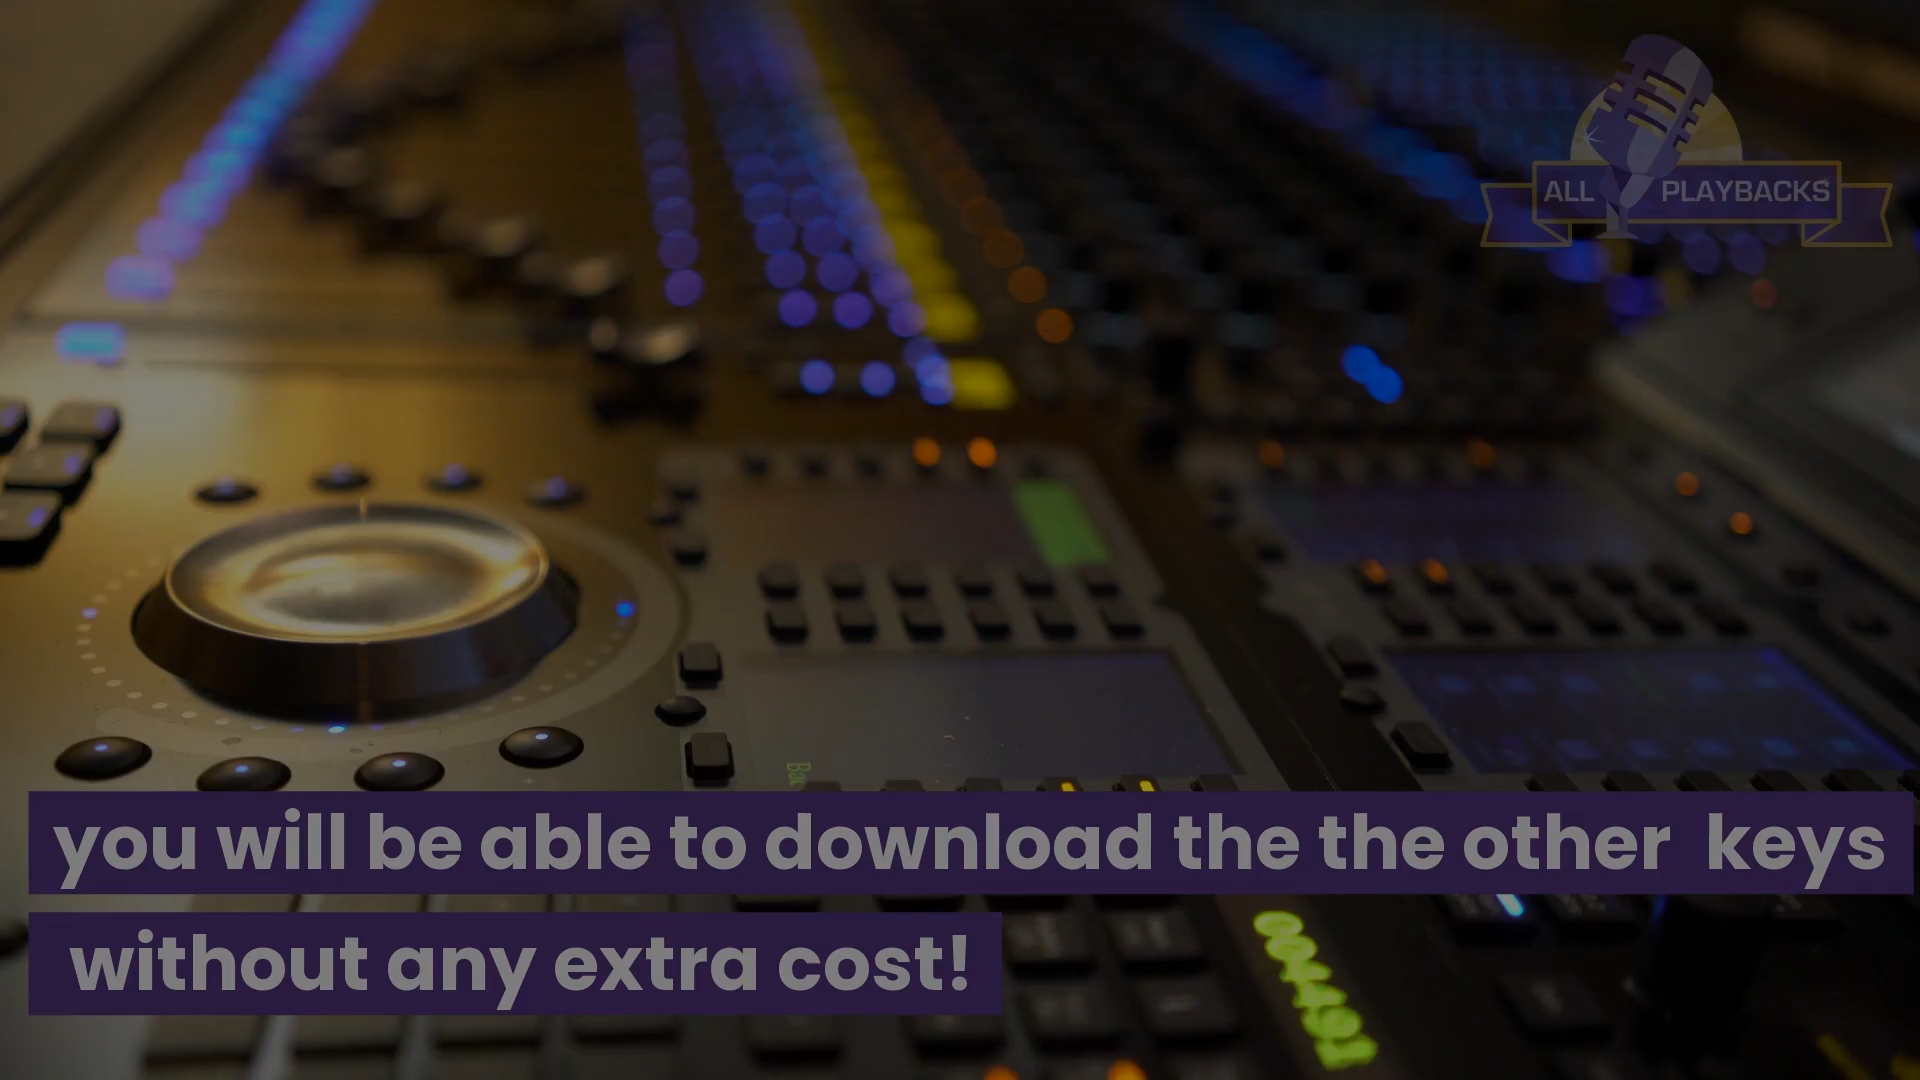 ALL PLAYBACKS
you will be able to download the the other keys
without any extra cost!